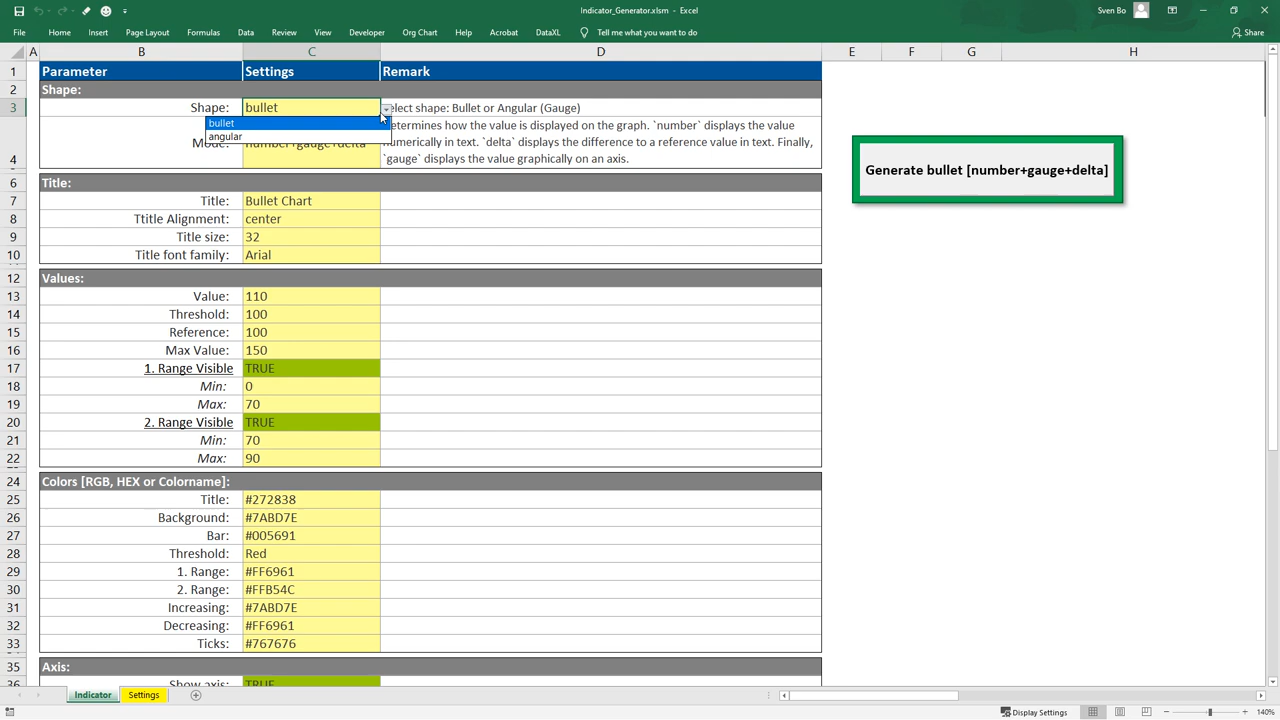 Indicator_Generator.xlsm - Excel
Sven Bo
File Home Insert Page Layout Formulas Data Review View Developer Org Chart Help Acrobat DataXL Tell me what you want to do Share
A B C D E F G H
1 Parameter Settings Remark
2 Shape:
3 Shape: bullet elect shape: Bullet or Angular (Gauge)
bullet
angular
etermines how the value is displayed on the graph. `number` displays the value
4 Mode: number+gauge+delta numerically in text. `delta` displays the difference to a reference value in text. Finally,
`gauge` displays the value graphically on an axis.
Generate bullet [number+gauge+delta]
6 Title:
7 Title: Bullet Chart
8 Ttitle Alignment: center
9 Title size: 32
10 Title font family: Arial
12 Values:
13 Value: 110
14 Threshold: 100
15 Reference: 100
16 Max Value: 150
17 1. Range Visible TRUE
18 Min: 0
19 Max: 70
20 2. Range Visible TRUE
21 Min: 70
22 Max: 90
24 Colors [RGB, HEX or Colorname]:
25 Title: #272838
26 Background: #7ABD7E
27 Bar: #005691
28 Threshold: Red
29 1. Range: #FF6961
30 2. Range: #FFB54C
31 Increasing: #7ABD7E
32 Decreasing: #FF6961
33 Ticks: #767676
35 Axis:
36 Show axis: TRUE
Indicator Settings
Display Settings 140%